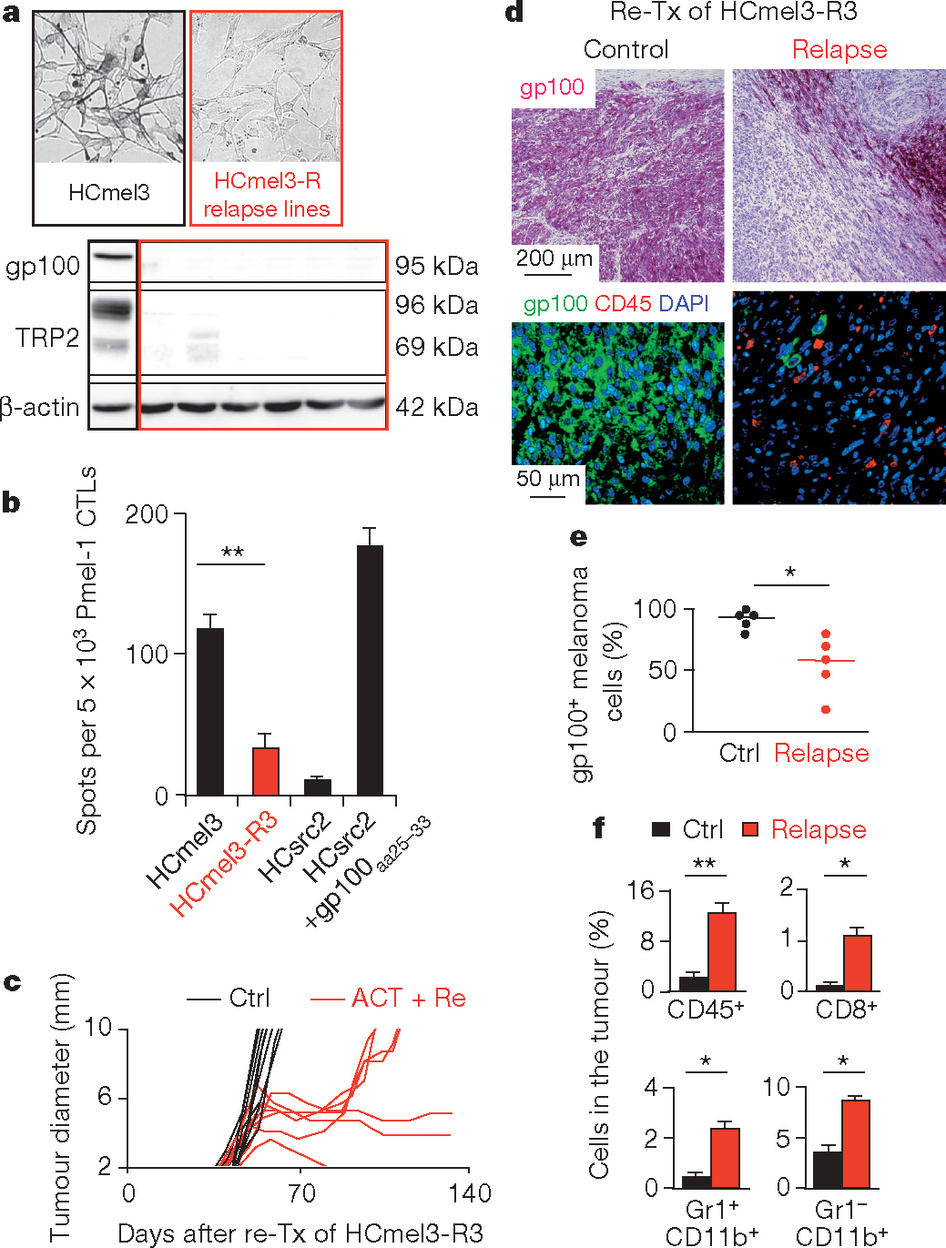 a
HCmel3
HCmel3-R
relapse lines
gp100
95 kDa
TRP2
96 kDa
69 kDa
β-actin
42 kDa
b
Spots per 5 × 10³ Pmel-1 CTLs
200
100
0
**
HCmel3
HCmel3-R3
HCsrc2
HCsrc2
+gp100 aa25–33
c
Tumour diameter (mm)
Ctrl
ACT + Re
10
6
2
0
70
140
Days after re-Tx of HCmel3-R3
d
Re-Tx of HCmel3-R3
Control
Relapse
gp100
200 μm
gp100 CD45 DAPI
50 μm
e
gp100⁺ melanoma
cells (%)
100
50
0
*
Ctrl
Relapse
f
Ctrl
Relapse
Cells in the tumour (%)
**
16
8
0
CD45⁺
*
2
1
0
CD8⁺
*
4
2
0
Gr1⁺
CD11b⁺
*
10
5
0
Gr1⁻
CD11b⁺